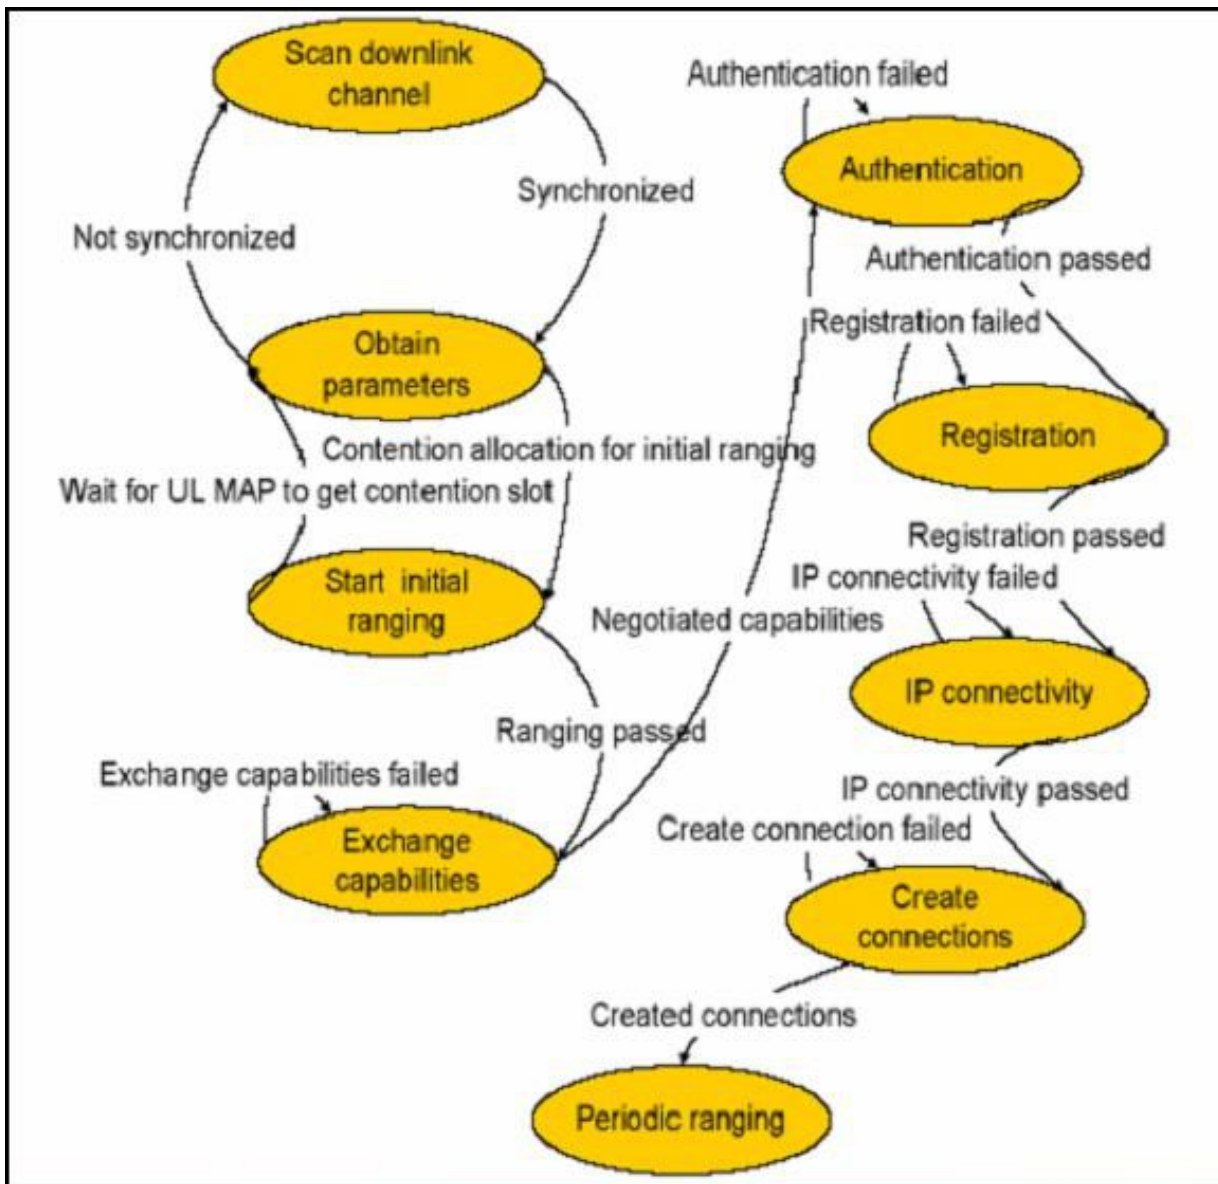 Scan downlink
channel
Synchronized
Not synchronized
Obtain
parameters
Contention allocation for initial ranging
Wait for UL MAP to get contention slot
Start initial
ranging
Ranging passed
Exchange capabilities failed
Exchange
capabilities
Negotiated capabilities
Authentication failed
Authentication
Authentication passed
Registration failed
Registration
Registration passed
IP connectivity failed
IP connectivity
IP connectivity passed
Create connection failed
Create
connections
Created connections
Periodic ranging